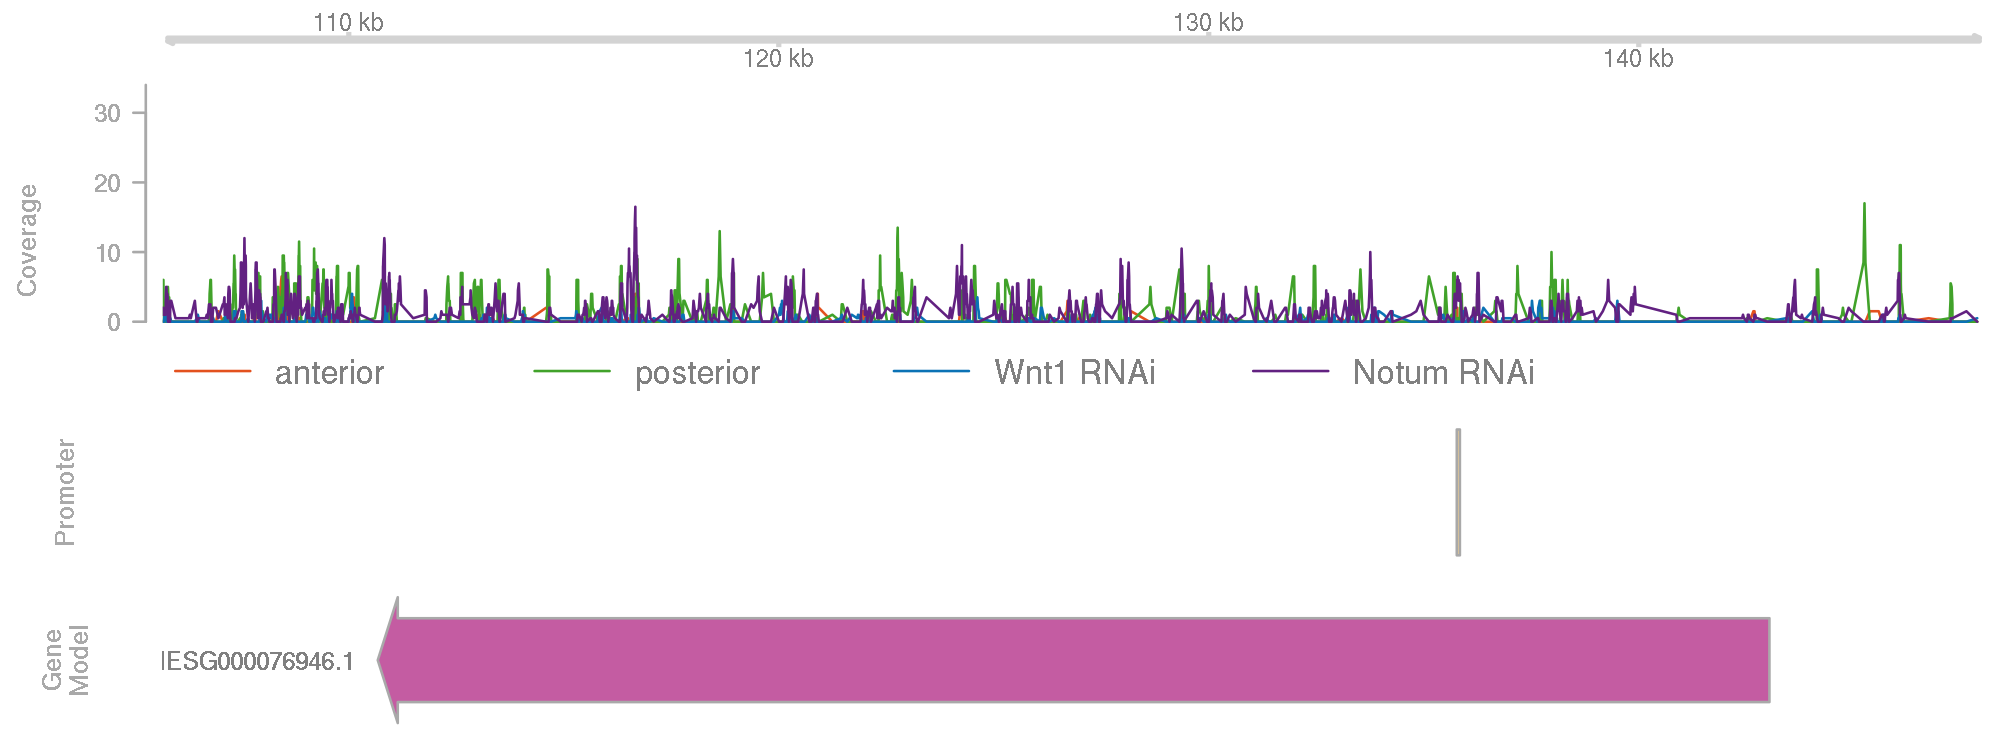 110 kb
130 kb
120 kb
140 kb
Coverage
30
20
10
0
anterior
posterior
Wnt1 RNAi
Notum RNAi
Promoter
Gene
Model
IESG000076946.1